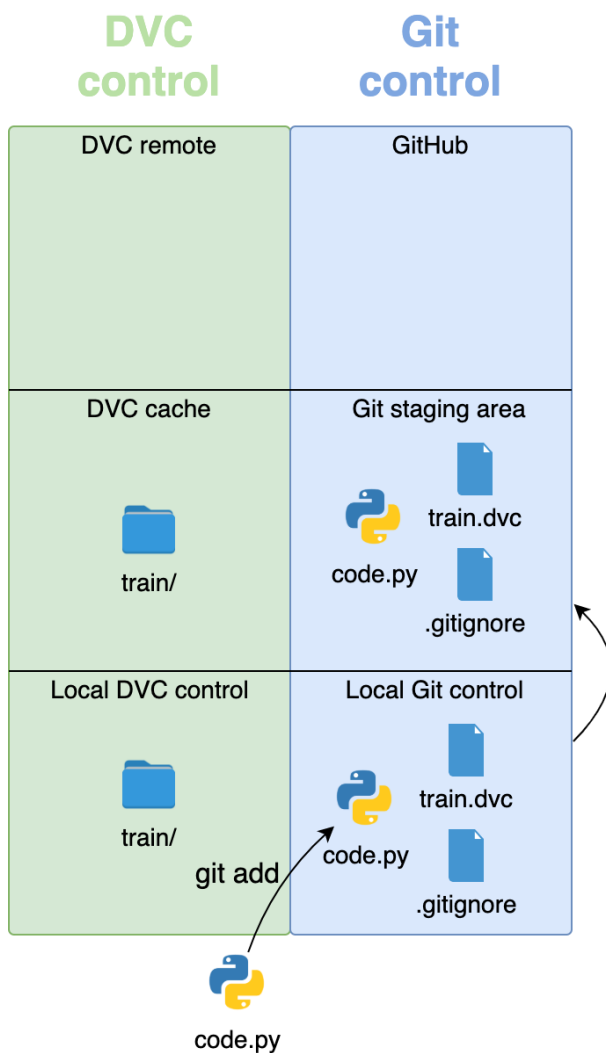 DVC
control
Git
control
DVC remote
GitHub
DVC cache
Git staging area
train/
code.py
train.dvc
.gitignore
Local DVC control
Local Git control
train/
code.py
train.dvc
.gitignore
git add
code.py